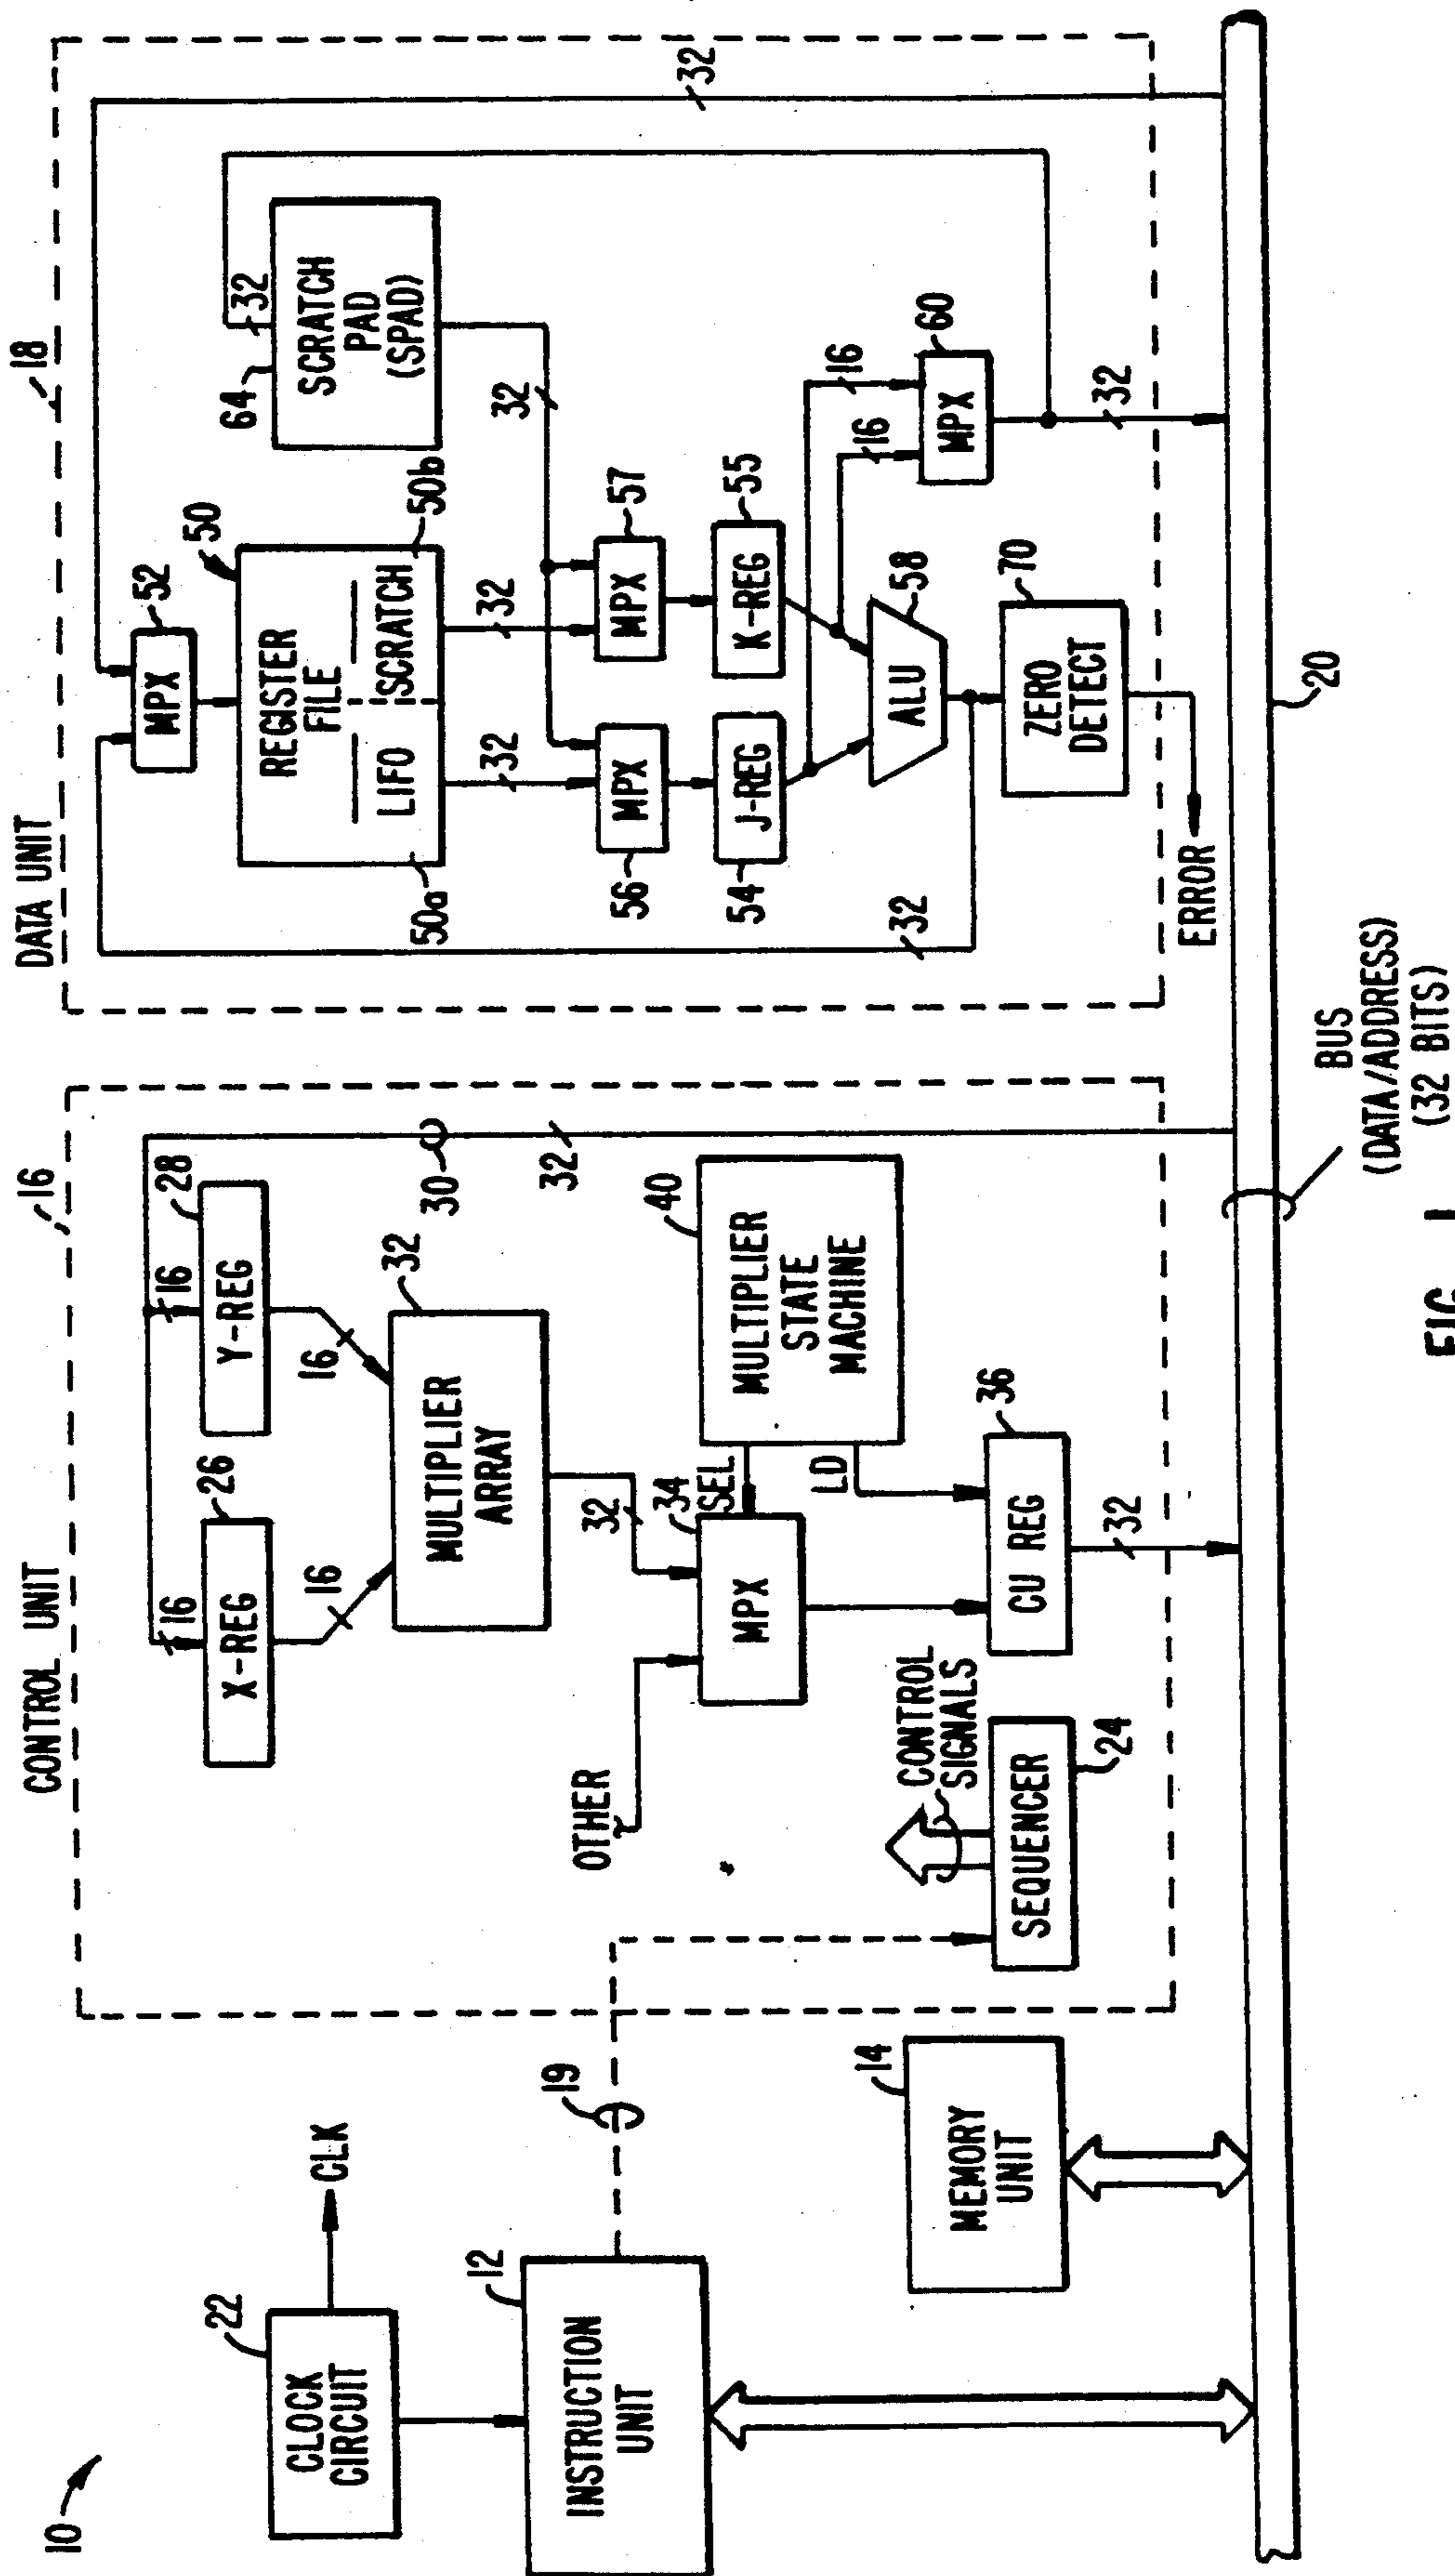 10
22
CLOCK
CIRCUIT
CLK
12
INSTRUCTION
UNIT
19
14
MEMORY
UNIT
CONTROL UNIT
16
16
26
X-REG
16
28
Y-REG
16
16
32
MULTIPLIER
ARRAY
30
32
32
OTHER
34
SEL
MPX
40
MULTIPLIER
STATE
MACHINE
LD
CONTROL
SIGNALS
36
CU REG
32
SEQUENCER
24
DATA UNIT
18
52
MPX
32
50
REGISTER
FILE
LIFO
SCRATCH
50a
50b
64
32
SCRATCH
PAD
(SPAD)
32
32
32
56
MPX
57
MPX
54
J-REG
55
K-REG
16
16
58
ALU
60
MPX
32
32
70
ZERO
DETECT
ERROR
20
BUS
(DATA/ADDRESS)
(32 BITS)
FIG. 1